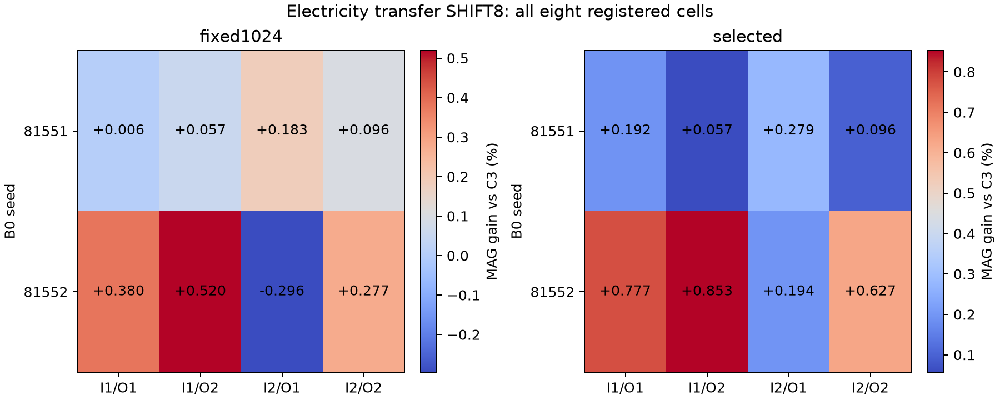 Electricity transfer SHIFT8: all eight registered cells
fixed1024
B0 seed
81551
+0.006 +0.057 +0.183 +0.096
81552
+0.380 +0.520 -0.296 +0.277
I1/O1 I1/O2 I2/O1 I2/O2
0.5
0.4
0.3
0.2
0.1
0.0
−0.1
−0.2
MAG gain vs C3 (%)
selected
B0 seed
81551
+0.192 +0.057 +0.279 +0.096
81552
+0.777 +0.853 +0.194 +0.627
I1/O1 I1/O2 I2/O1 I2/O2
0.8
0.7
0.6
0.5
0.4
0.3
0.2
0.1
MAG gain vs C3 (%)